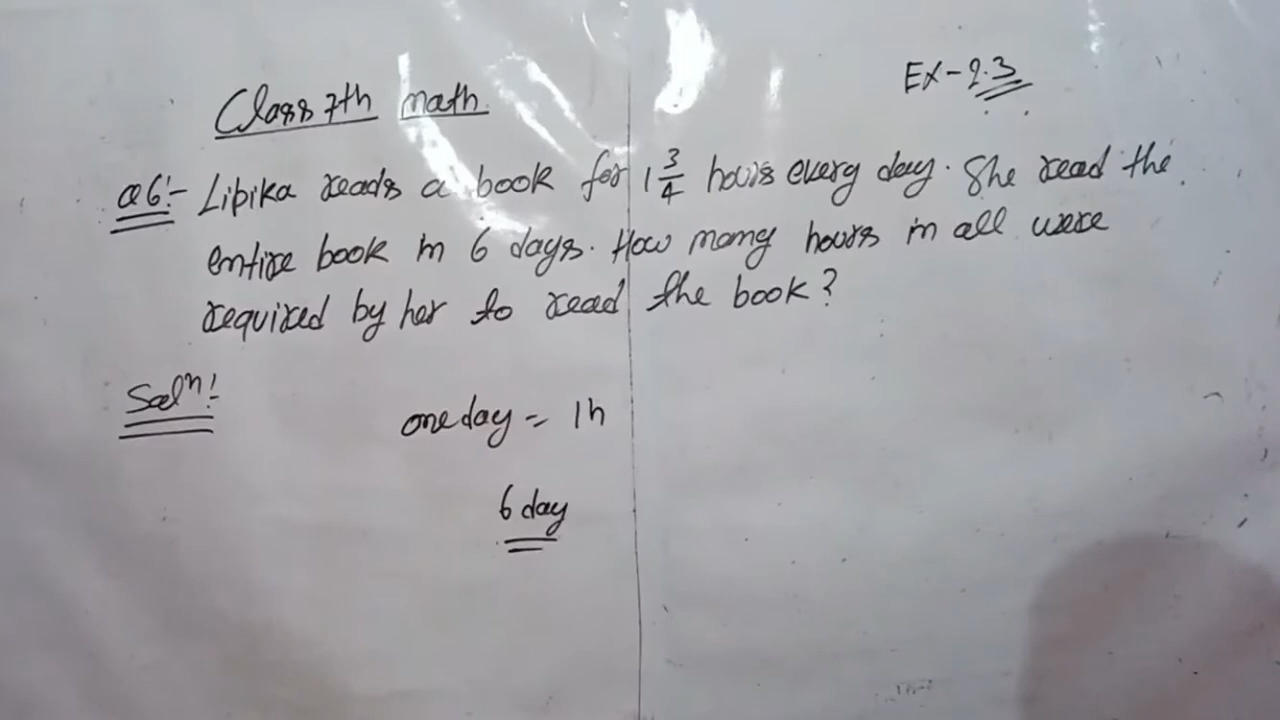 Class 7th math
Ex-2.3
Q6:- Lipika reads a book for 1 3/4 hours every day. She read the
entire book in 6 days. How many hours in all were
required by her to read the book?
Solⁿ:
one day = 1h
6 day